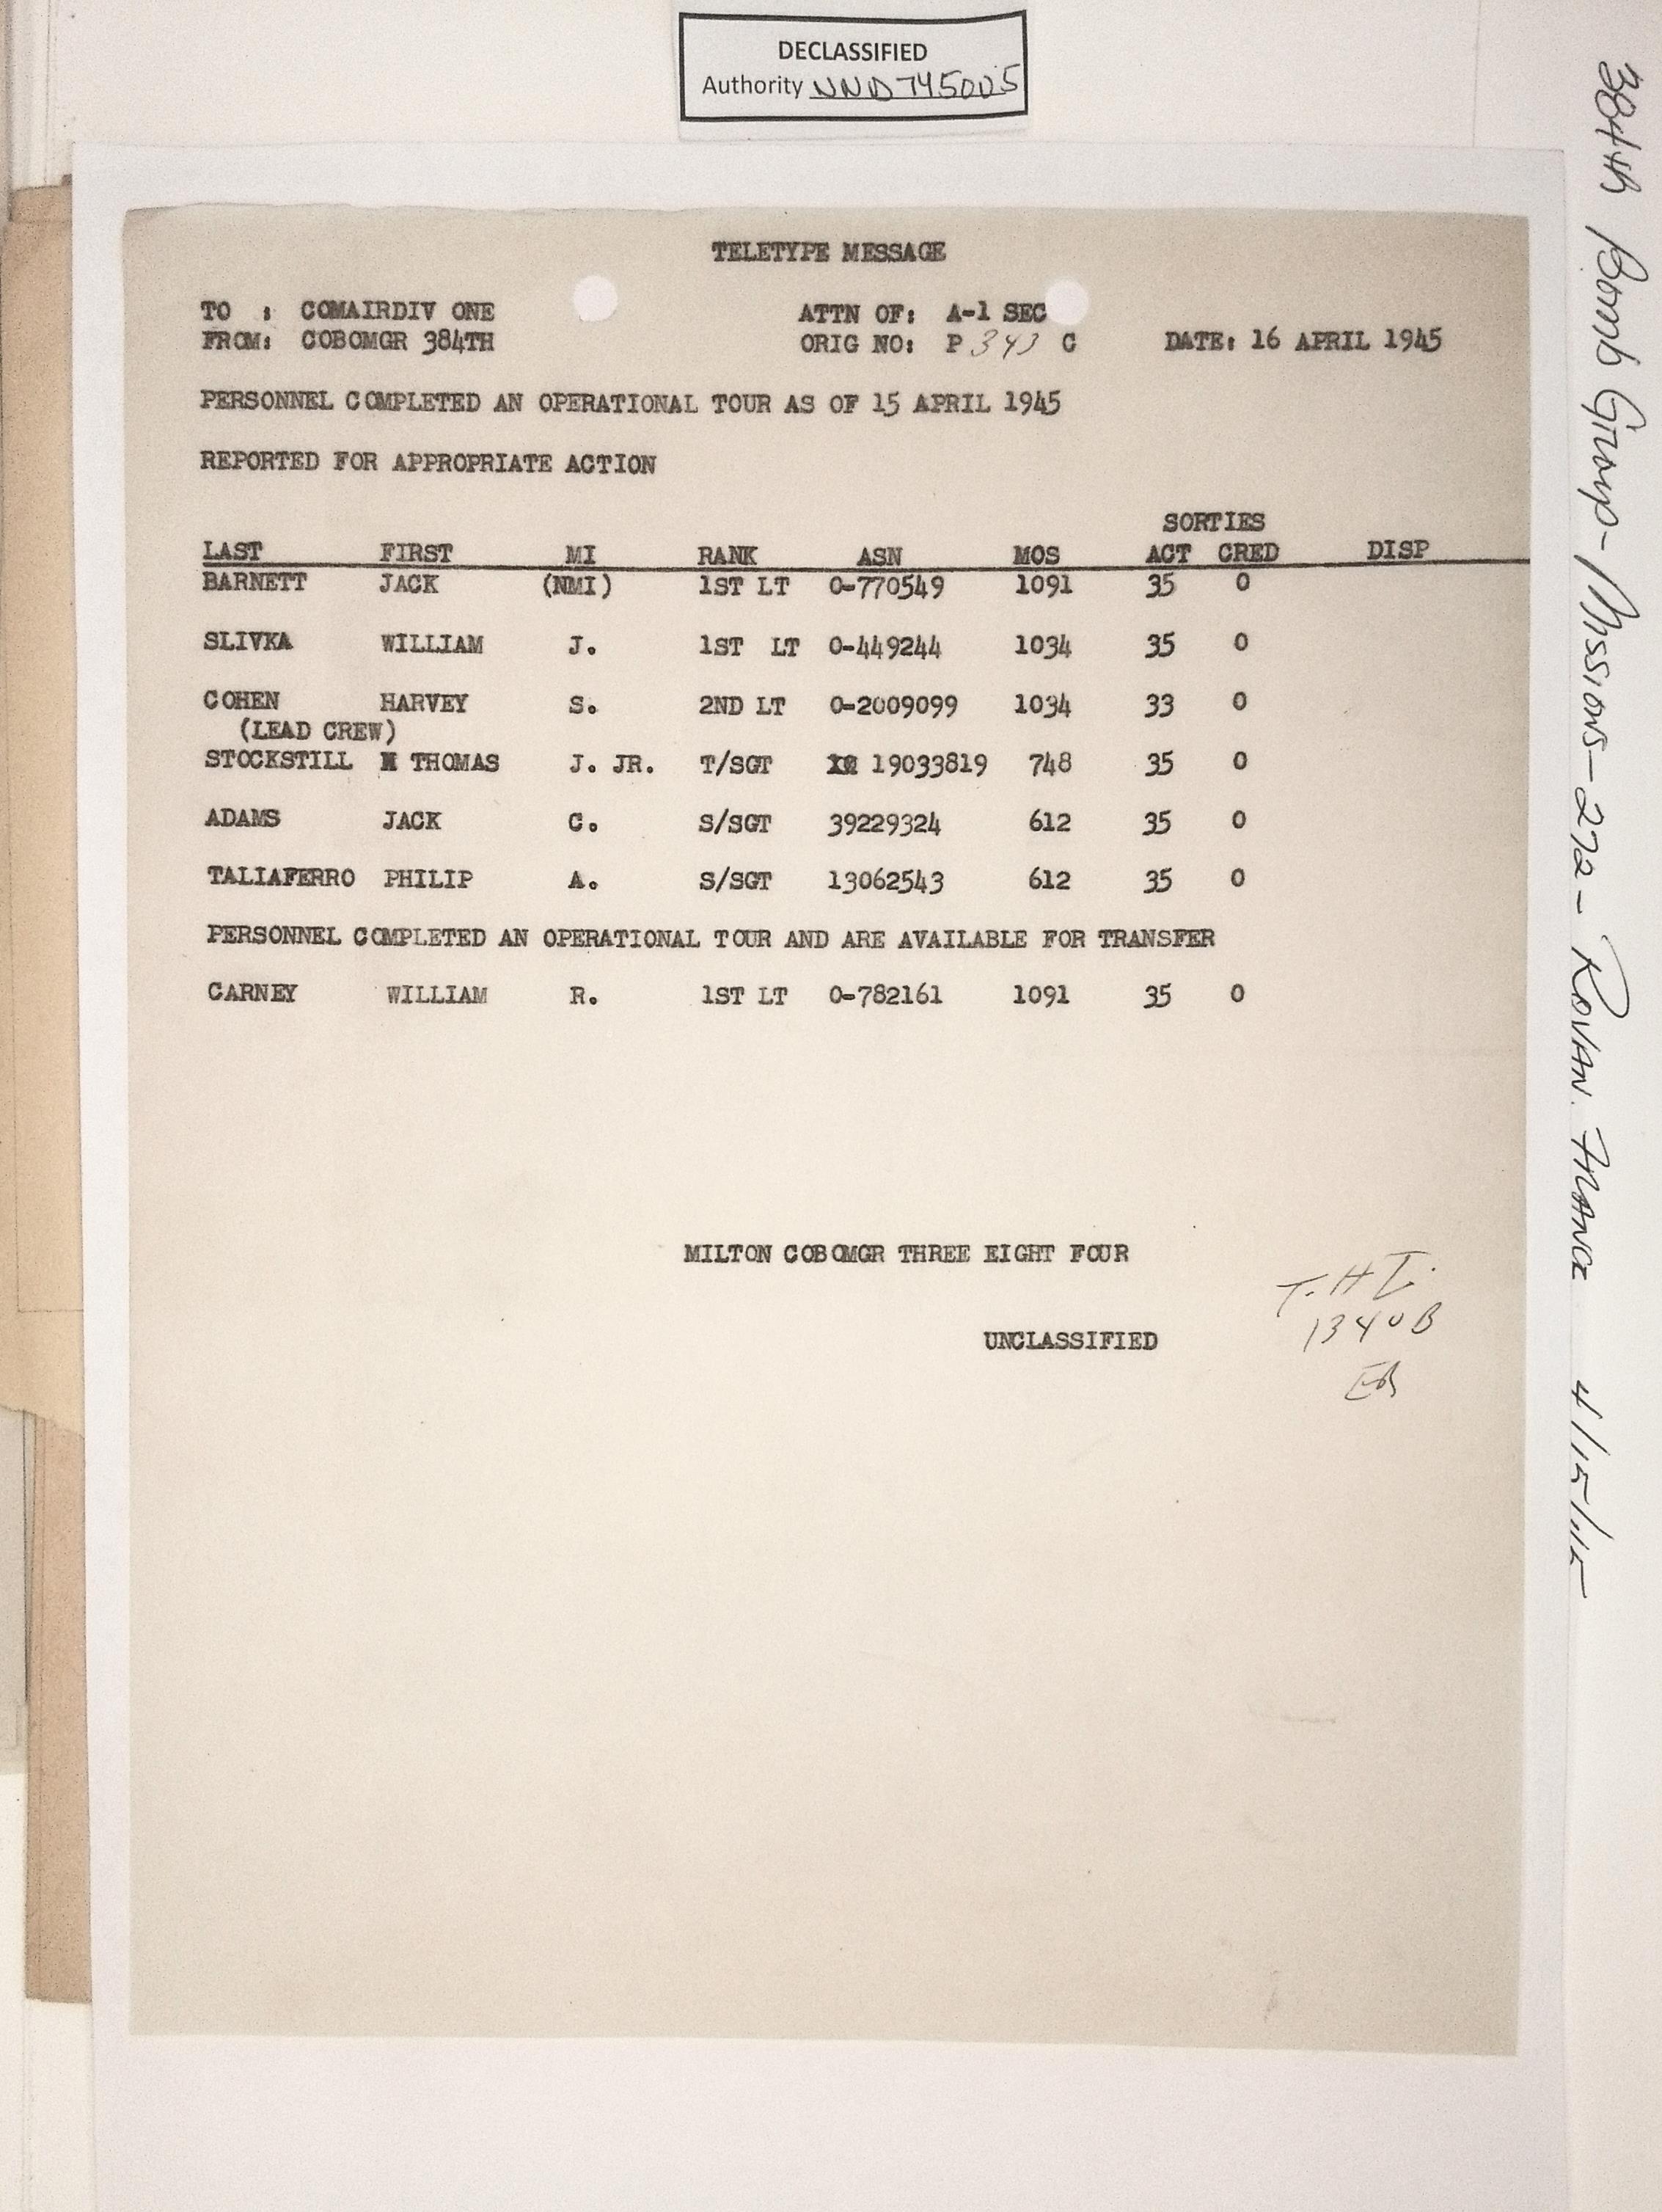 DECLASSIFIED
Authority NND 745005
TELETYPE MESSAGE
TO : COMAIRDIV ONE ATTN OF: A-1 SEC
FROM: COBOMGR 384TH ORIG NO: P 343 C DATE: 16 APRIL 1945
PERSONNEL COMPLETED AN OPERATIONAL TOUR AS OF 15 APRIL 1945
REPORTED FOR APPROPRIATE ACTION
SORTIES
LAST FIRST MI RANK ASN MOS ACT CRED DISP
BARNETT JACK (NMI) 1ST LT O-770549 1091 35 0
SLIVKA WILLIAM J. 1ST LT O-449244 1034 35 0
COHEN HARVEY S. 2ND LT O-2009099 1034 33 0
(LEAD CREW)
STOCKSTILL THOMAS J. JR. T/SGT 19033819 748 35 0
ADAMS JACK C. S/SGT 39229324 612 35 0
TALIAFERRO PHILIP A. S/SGT 13062543 612 35 0
PERSONNEL COMPLETED AN OPERATIONAL TOUR AND ARE AVAILABLE FOR TRANSFER
CARNEY WILLIAM R. 1ST LT O-782161 1091 35 0
MILTON COBOMGR THREE EIGHT FOUR
UNCLASSIFIED
1340B
384th Bomb Group - Missions - 272 - Royan. France 4/15/45